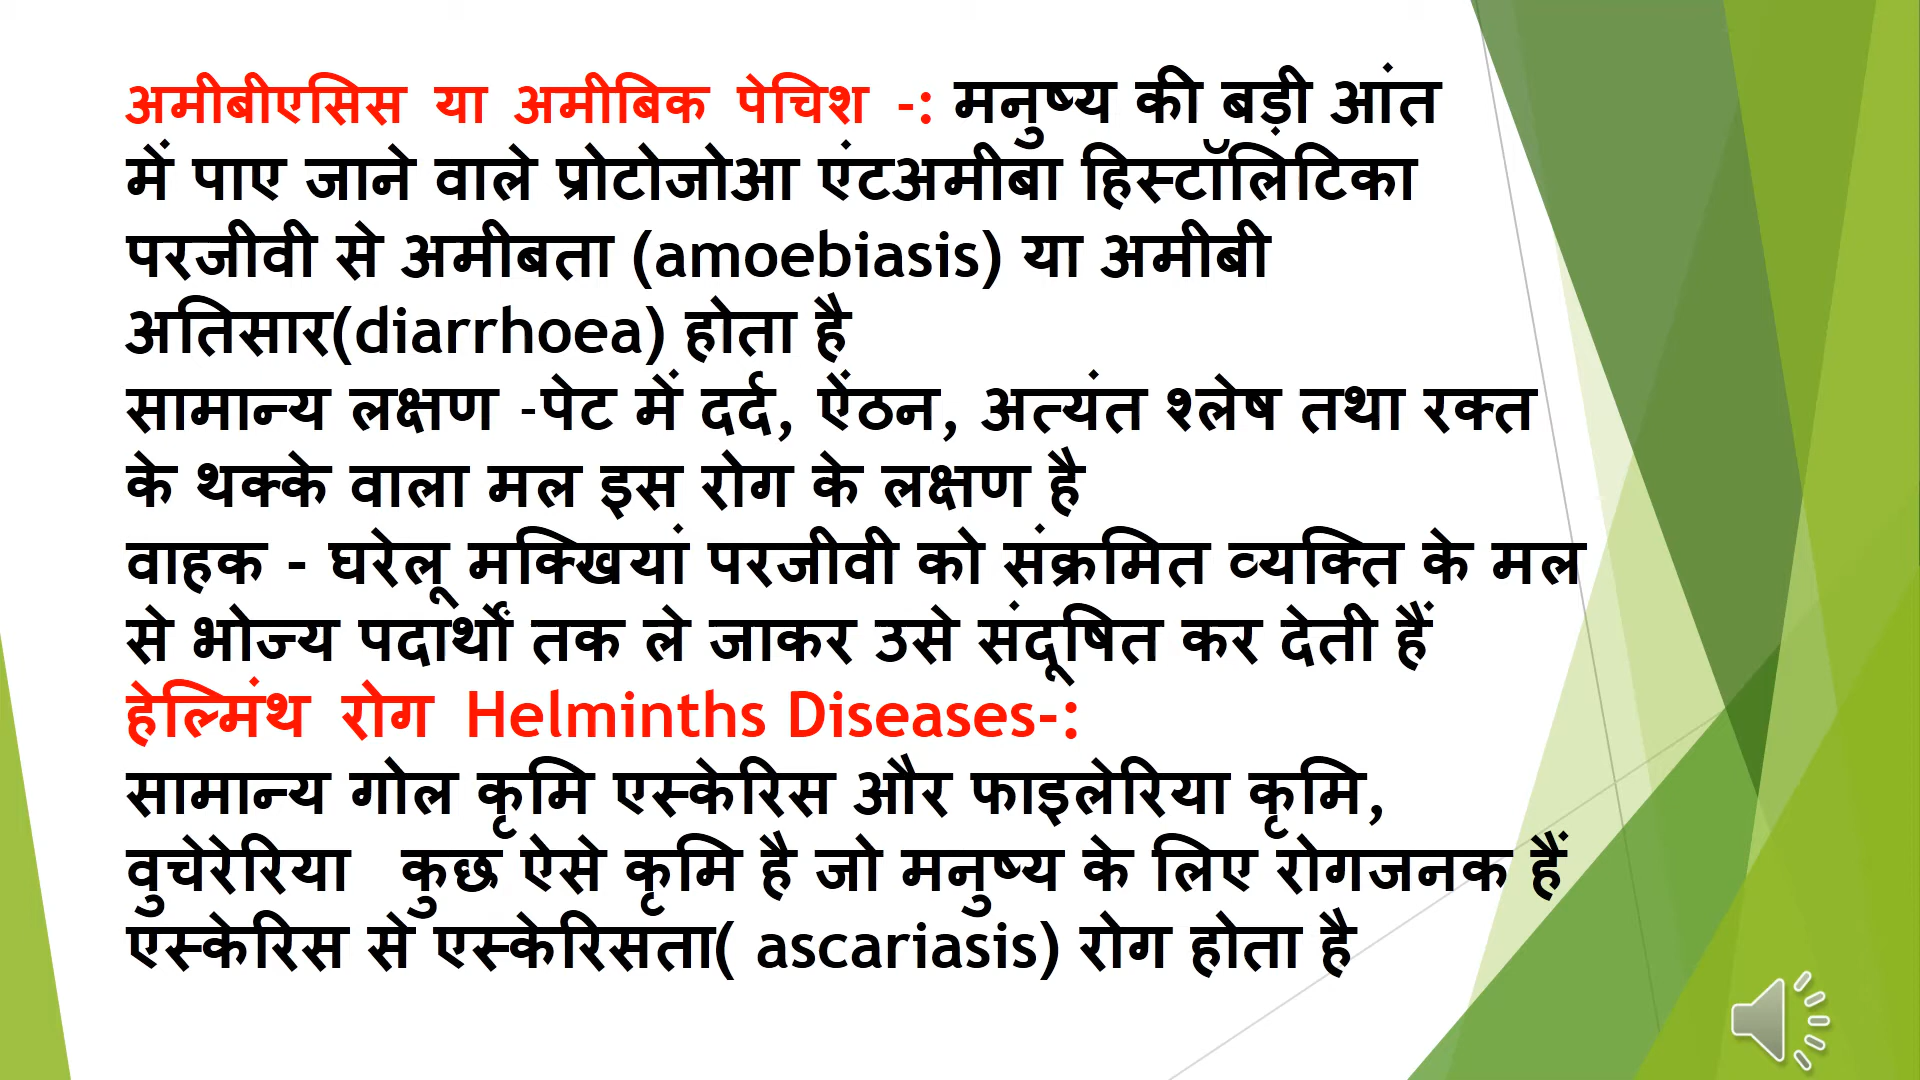 अमीबीएसिस या अमीबिक पेचिश -: मनुष्य की बड़ी आंत
में पाए जाने वाले प्रोटोजोआ एंटअमीबा हिस्टॉलिटिका
परजीवी से अमीबता (amoebiasis) या अमीबी
अतिसार(diarrhoea) होता है
सामान्य लक्षण -पेट में दर्द, ऐंठन, अत्यंत श्लेष तथा रक्त
के थक्के वाला मल इस रोग के लक्षण है
वाहक - घरेलू मक्खियां परजीवी को संक्रमित व्यक्ति के मल
से भोज्य पदार्थों तक ले जाकर उसे संदूषित कर देती हैं
हेल्मिंथ रोग Helminths Diseases-:
सामान्य गोल कृमि एस्केरिस और फाइलेरिया कृमि,
वुचेरेरिया कुछ ऐसे कृमि है जो मनुष्य के लिए रोगजनक हैं
एस्केरिस से एस्केरिसता( ascariasis) रोग होता है